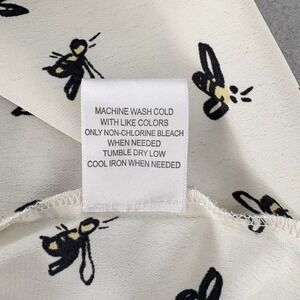 MACHINE WASH COLD
WITH LIKE COLORS
ONLY NON-CHLORINE BLEACH
WHEN NEEDED
TUMBLE DRY LOW
COOL IRON WHEN NEEDED